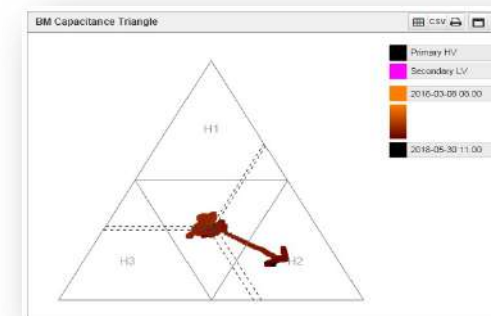 BM Capacitance Triangle
CSV
Primary HV
Secondary LV
2016-03-06 06:00
2016-05-30 11:00
H1
H3
H2